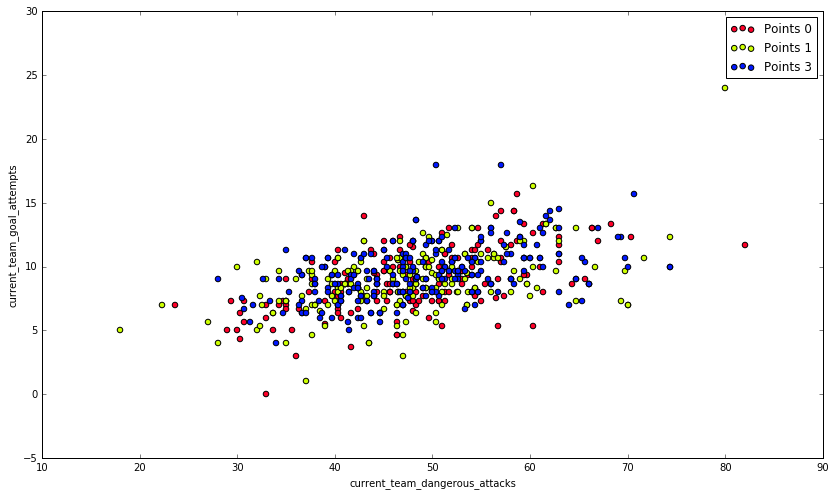 30
25
20
15
10
5
0
−5
current_team_goal_attempts
10 20 30 40 50 60 70 80 90
current_team_dangerous_attacks
Points 0
Points 1
Points 3